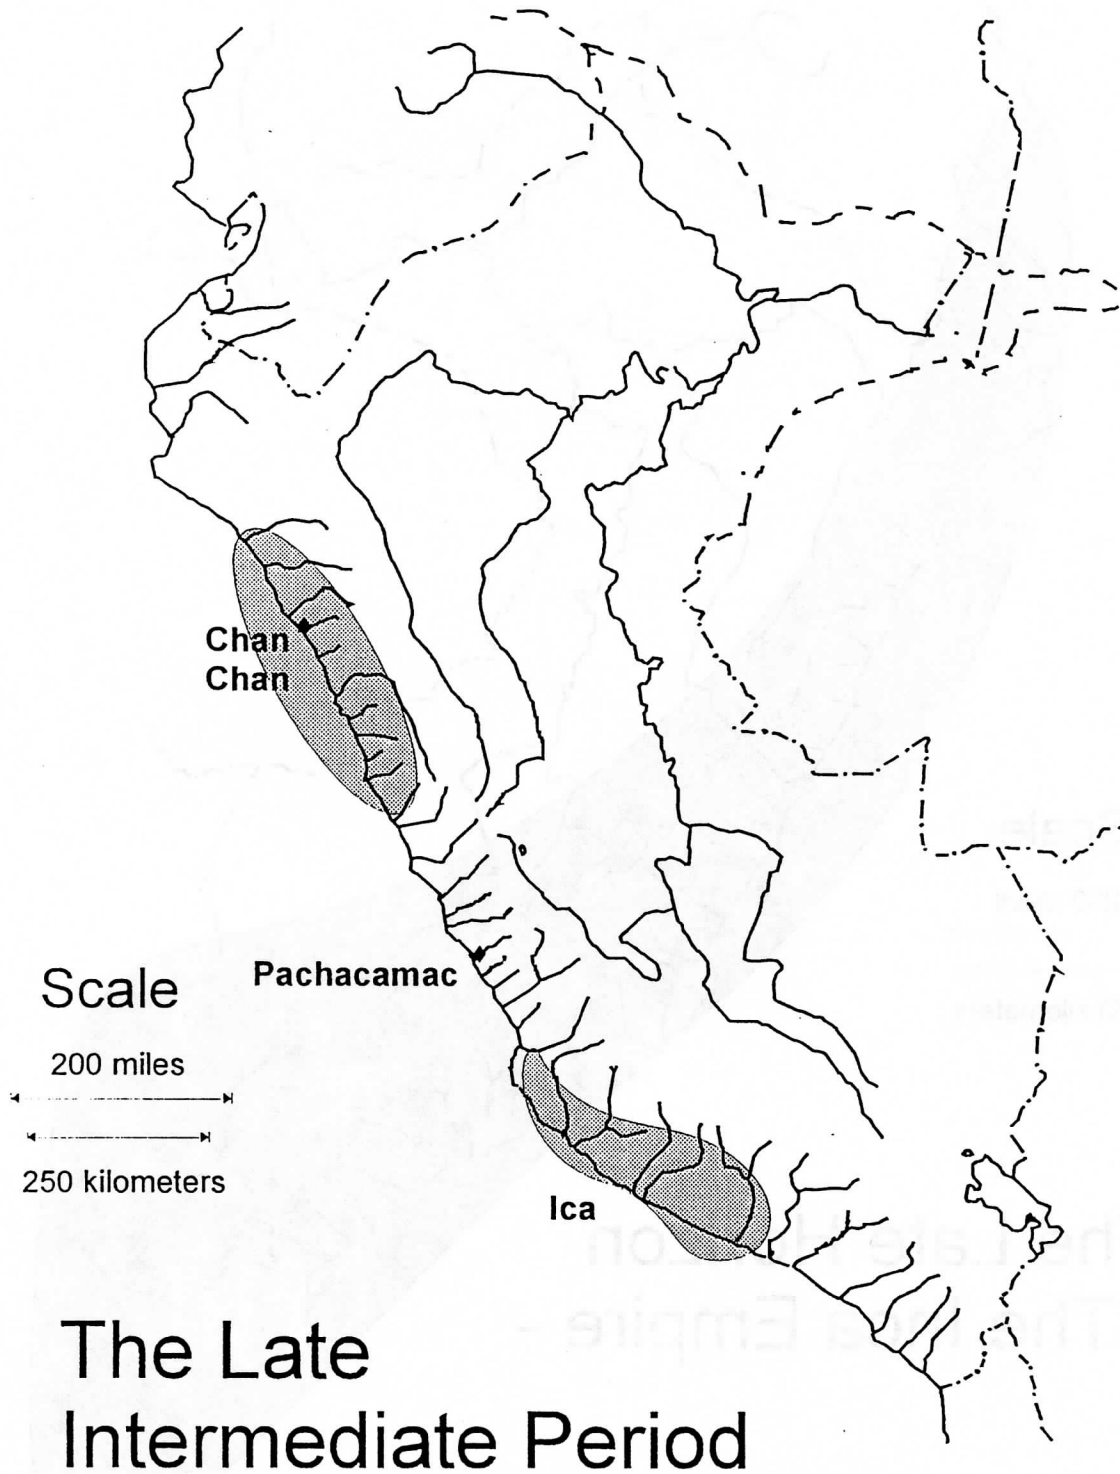 Chan
Chan
Pachacamac
Scale
200 miles
250 kilometers
Ica
The Late
Intermediate Period